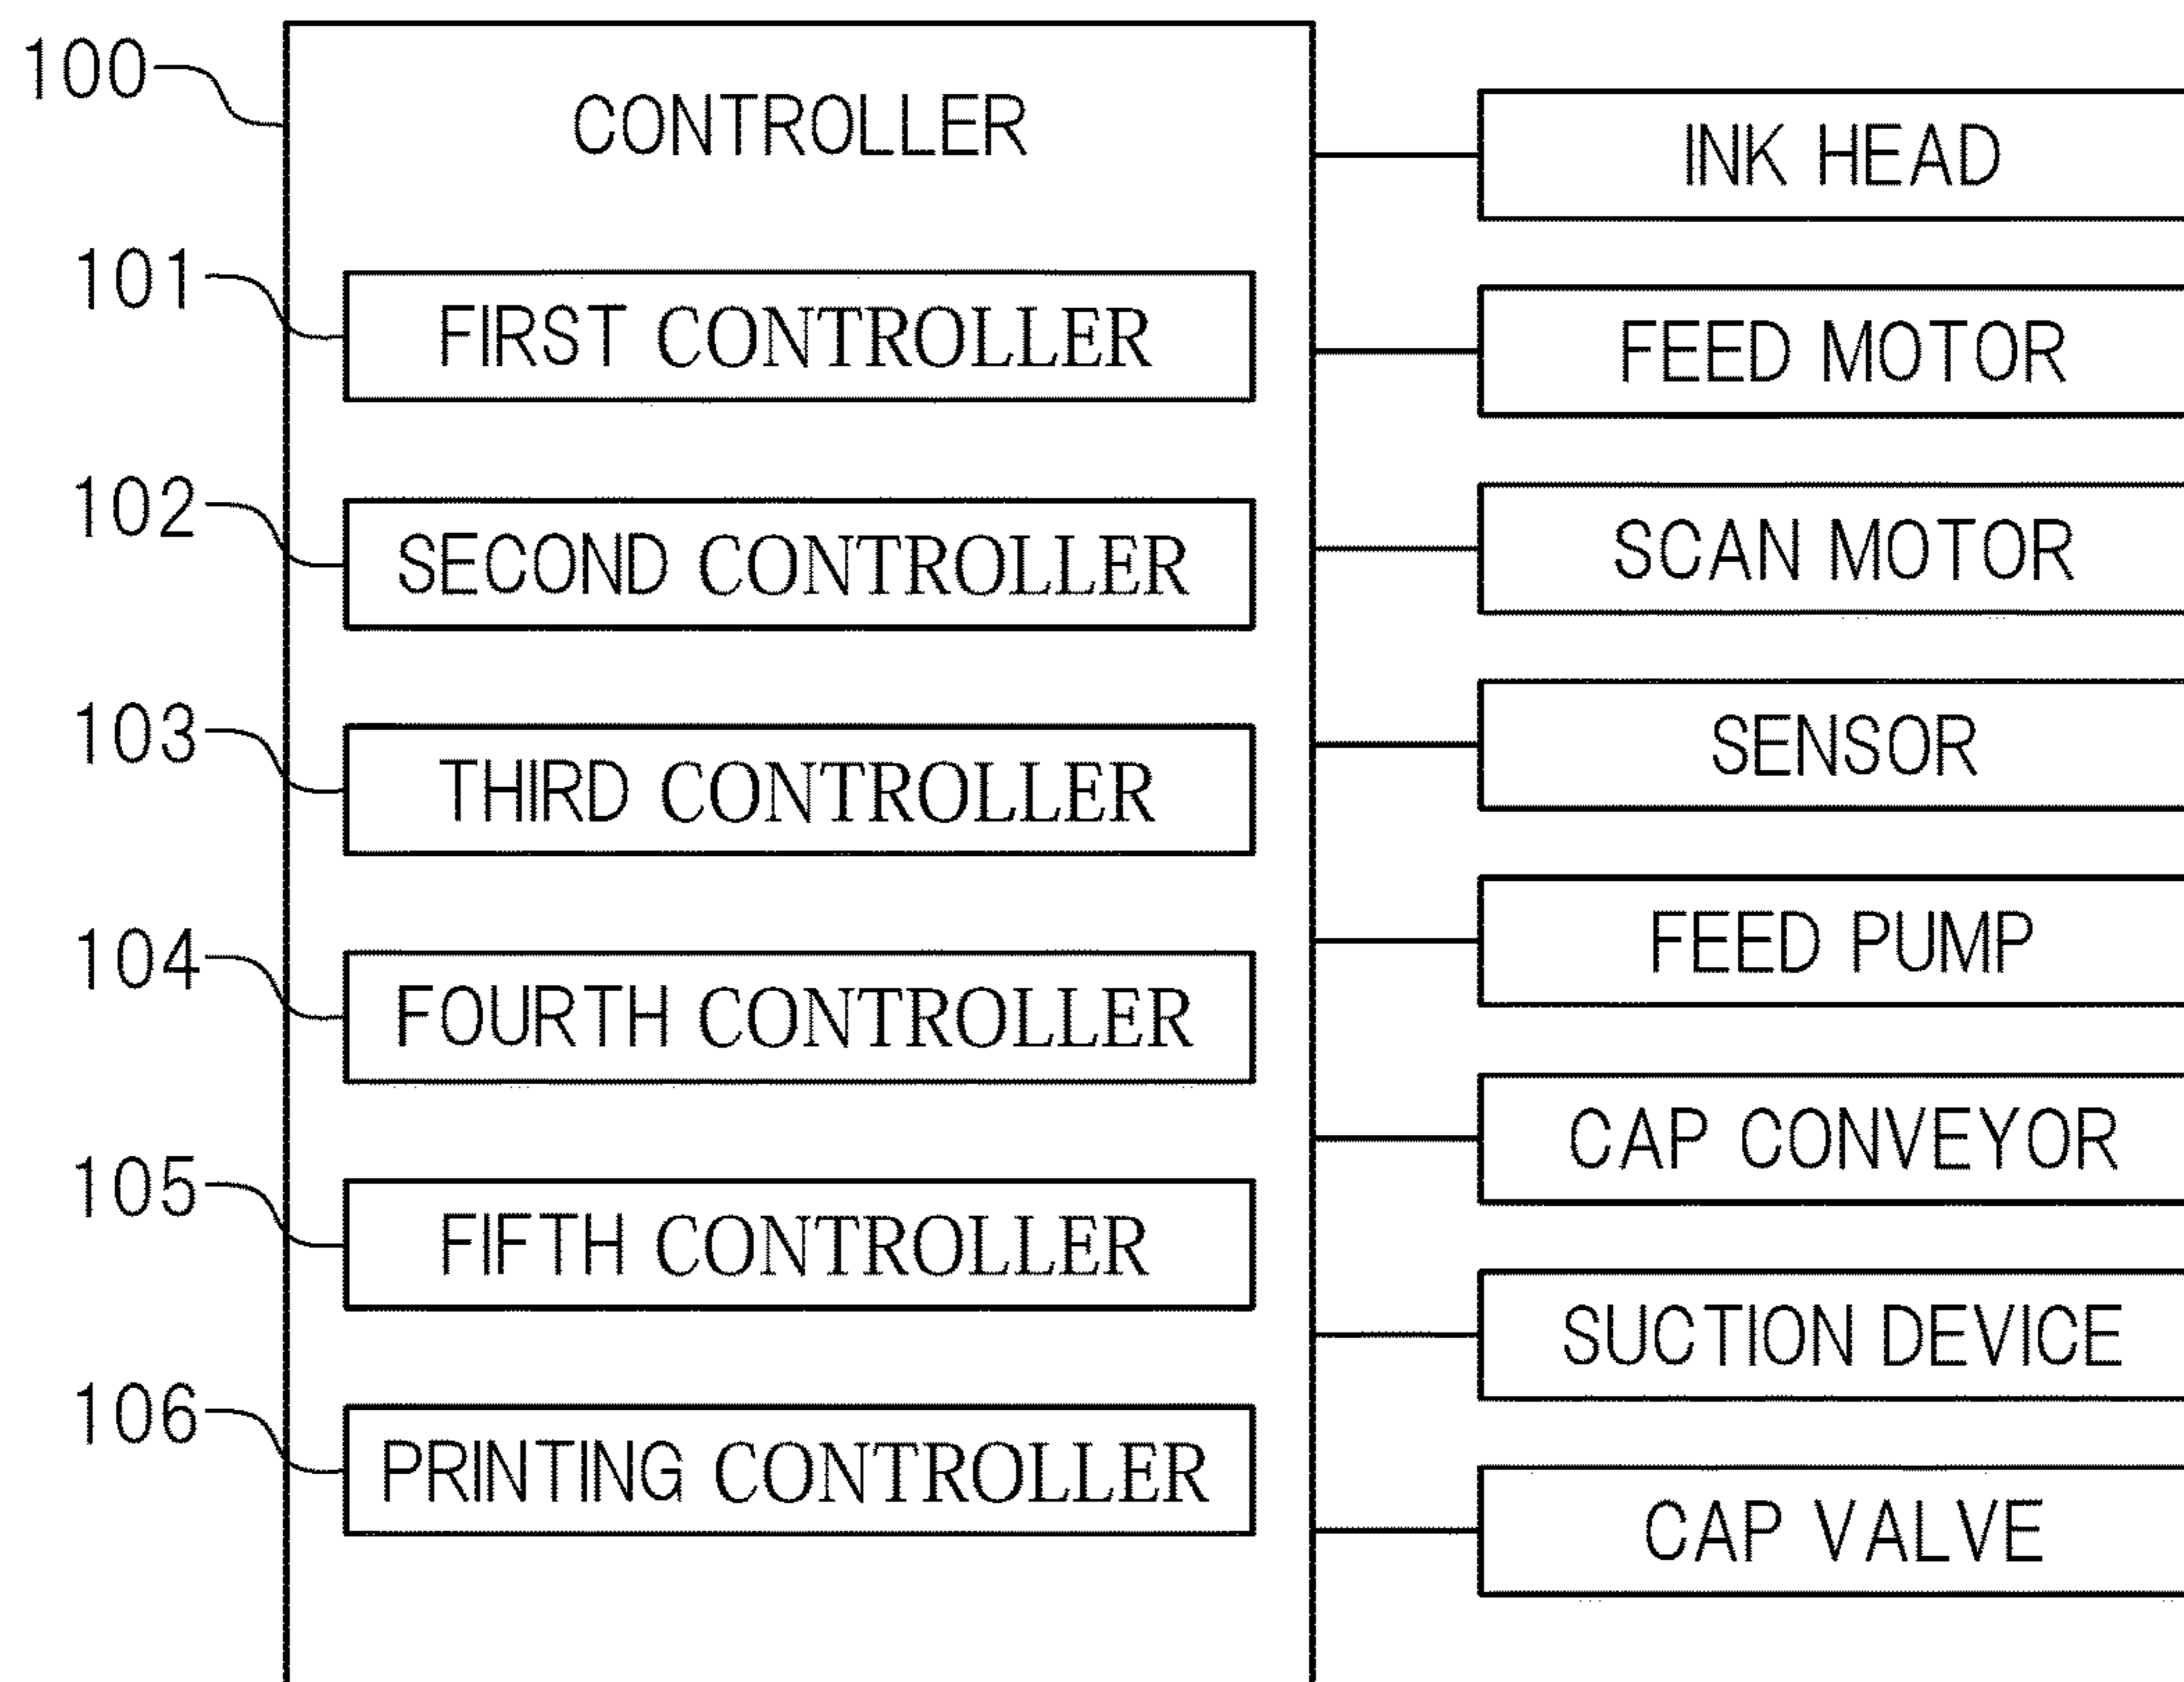 100
CONTROLLER
INK HEAD
101
FIRST CONTROLLER
FEED MOTOR
102
SECOND CONTROLLER
SCAN MOTOR
103
THIRD CONTROLLER
SENSOR
104
FOURTH CONTROLLER
FEED PUMP
105
FIFTH CONTROLLER
CAP CONVEYOR
106
PRINTING CONTROLLER
SUCTION DEVICE
CAP VALVE